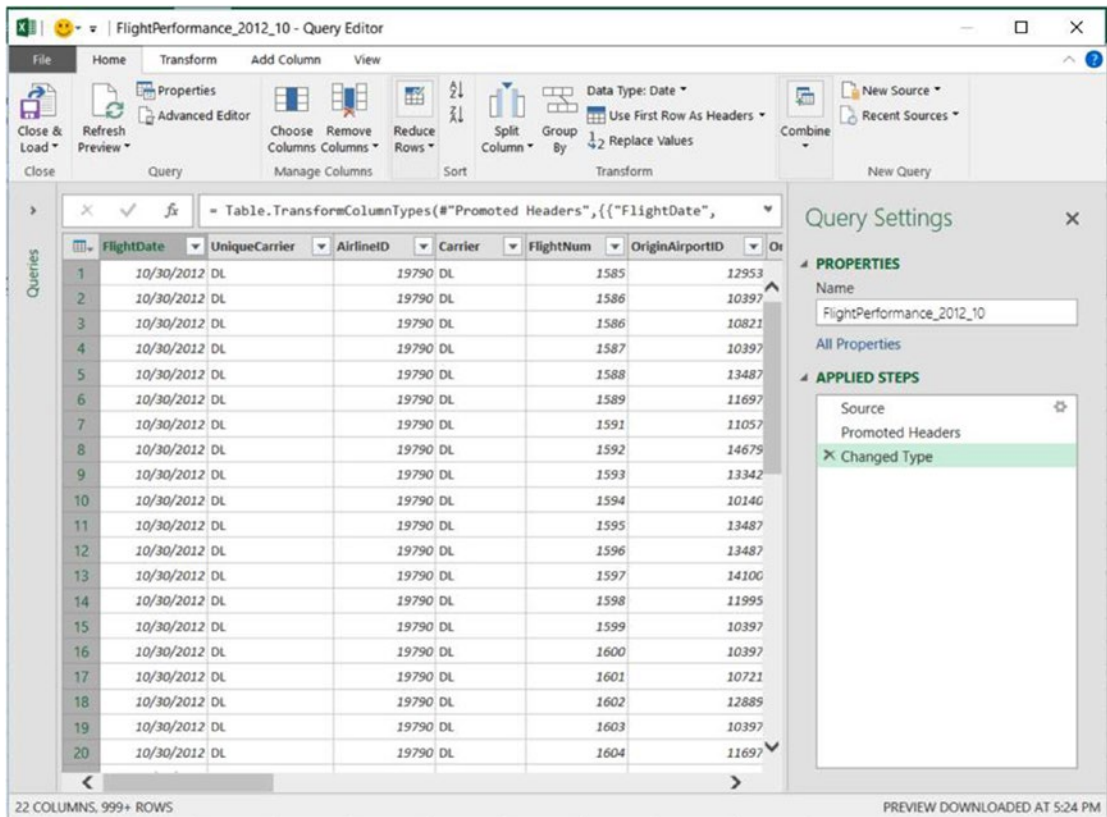 FlightPerformance_2012_10 - Query Editor
File Home Transform Add Column View
Close & Load
Refresh Preview
Properties
Advanced Editor
Choose Columns
Remove Columns
Reduce Rows
Split Column
Group By
Data Type: Date
Use First Row As Headers
Replace Values
Combine
New Source
Recent Sources
Close Query Manage Columns Sort Transform New Query
Queries
fx = Table.TransformColumnTypes(#"Promoted Headers",{{"FlightDate",
FlightDate UniqueCarrier AirlineID Carrier FlightNum OriginAirportID Or
1 10/30/2012 DL 19790 DL 1585 12953
2 10/30/2012 DL 19790 DL 1586 10397
3 10/30/2012 DL 19790 DL 1586 10821
4 10/30/2012 DL 19790 DL 1587 10397
5 10/30/2012 DL 19790 DL 1588 13487
6 10/30/2012 DL 19790 DL 1589 11697
7 10/30/2012 DL 19790 DL 1591 11057
8 10/30/2012 DL 19790 DL 1592 14679
9 10/30/2012 DL 19790 DL 1593 13342
10 10/30/2012 DL 19790 DL 1594 10140
11 10/30/2012 DL 19790 DL 1595 13487
12 10/30/2012 DL 19790 DL 1596 13487
13 10/30/2012 DL 19790 DL 1597 14100
14 10/30/2012 DL 19790 DL 1598 11995
15 10/30/2012 DL 19790 DL 1599 10397
16 10/30/2012 DL 19790 DL 1600 10397
17 10/30/2012 DL 19790 DL 1601 10721
18 10/30/2012 DL 19790 DL 1602 12889
19 10/30/2012 DL 19790 DL 1603 10397
20 10/30/2012 DL 19790 DL 1604 11697
Query Settings
PROPERTIES
Name
FlightPerformance_2012_10
All Properties
APPLIED STEPS
Source
Promoted Headers
Changed Type
22 COLUMNS, 999+ ROWS
PREVIEW DOWNLOADED AT 5:24 PM